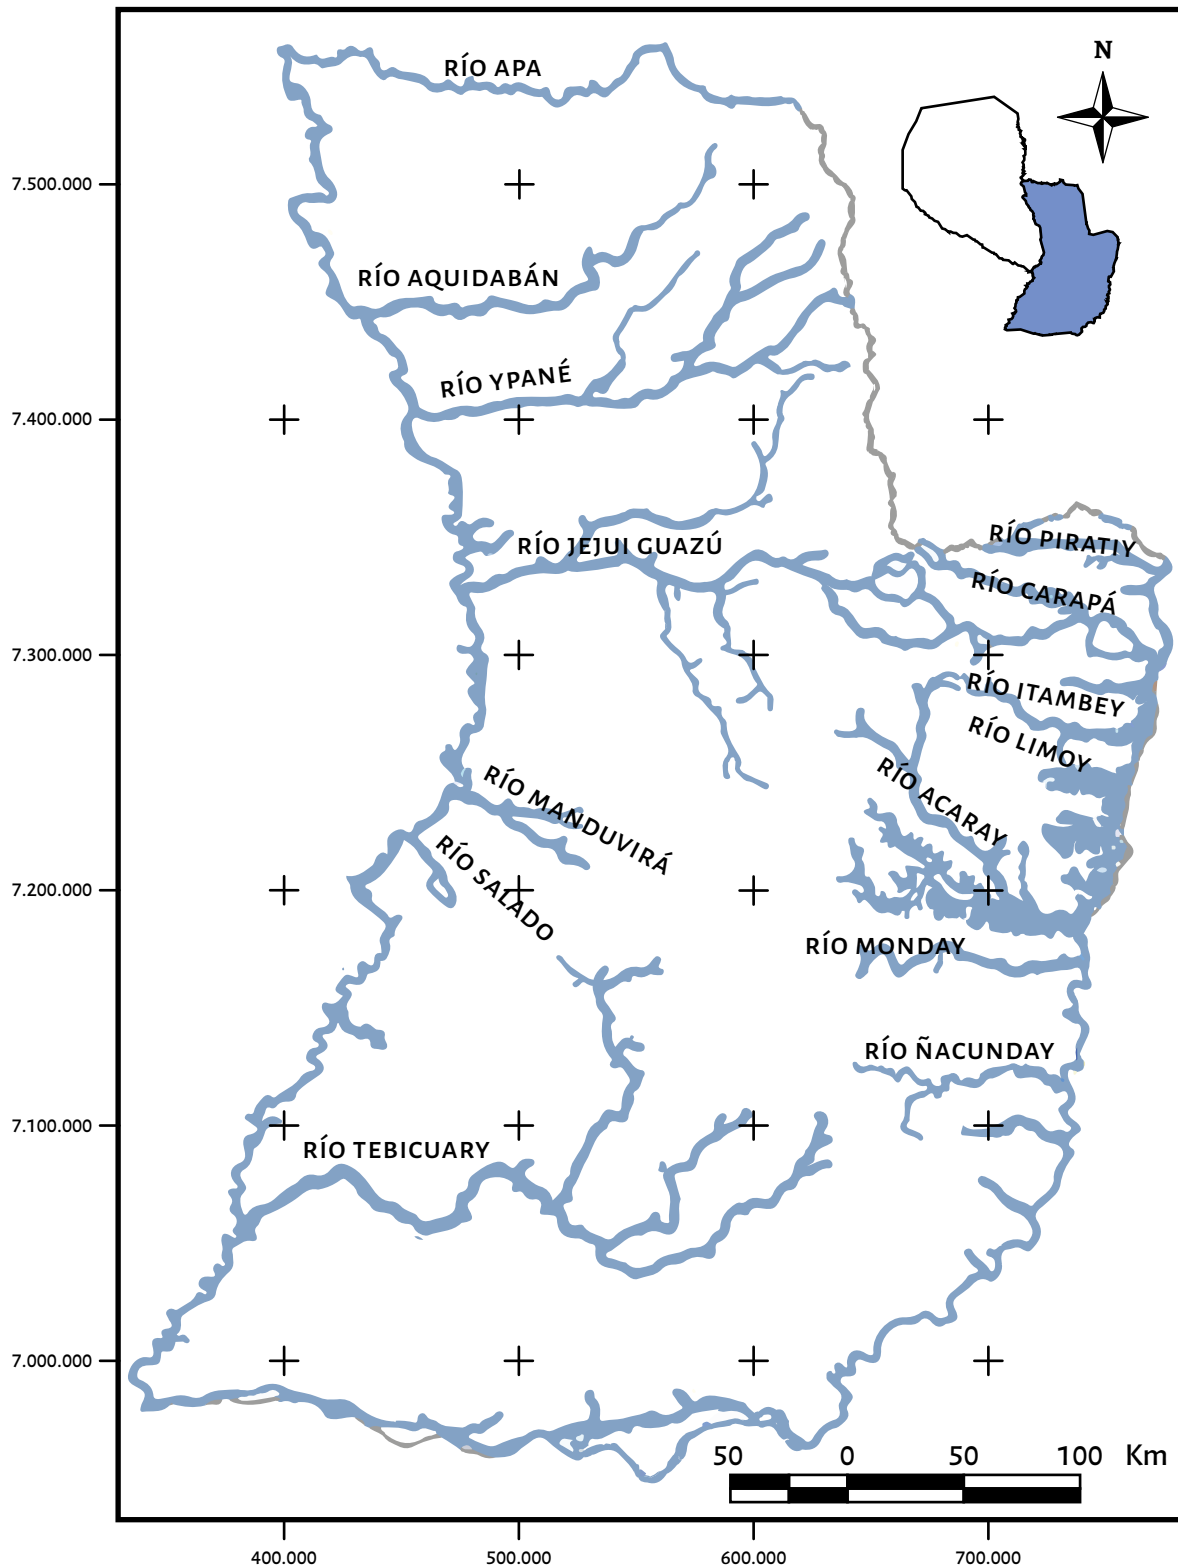 N
RÍO APA
7.500.000
RÍO AQUIDABÁN
RÍO YPANÉ
7.400.000
RÍO JEJUI GUAZÚ
RÍO PIRATIY
RÍO CARAPÁ
7.300.000
RÍO ITAMBEY
RÍO LIMOY
RÍO ACARAY
RÍO MANDUVIRÁ
RÍO SALADO
7.200.000
RÍO MONDAY
RÍO ÑACUNDAY
7.100.000
RÍO TEBICUARY
7.000.000
50 0 50 100 Km
400.000 500.000 600.000 700.000